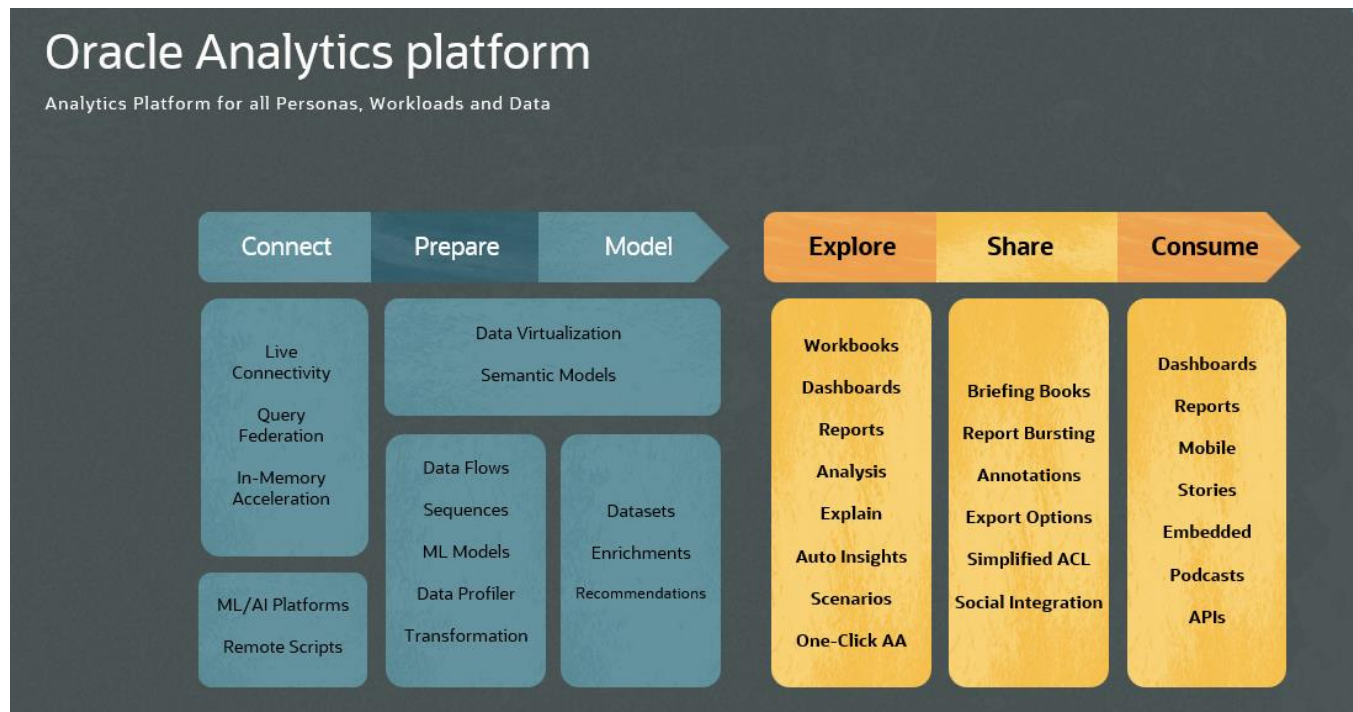 Oracle Analytics platform
Analytics Platform for all Personas, Workloads and Data
Connect
Prepare
Model
Explore
Share
Consume
Live
Connectivity
Query
Federation
In-Memory
Acceleration
ML/AI Platforms
Remote Scripts
Data Virtualization
Semantic Models
Data Flows
Sequences
ML Models
Data Profiler
Transformation
Datasets
Enrichments
Recommendations
Workbooks
Dashboards
Reports
Analysis
Explain
Auto Insights
Scenarios
One-Click AA
Briefing Books
Report Bursting
Annotations
Export Options
Simplified ACL
Social Integration
Dashboards
Reports
Mobile
Stories
Embedded
Podcasts
APIs